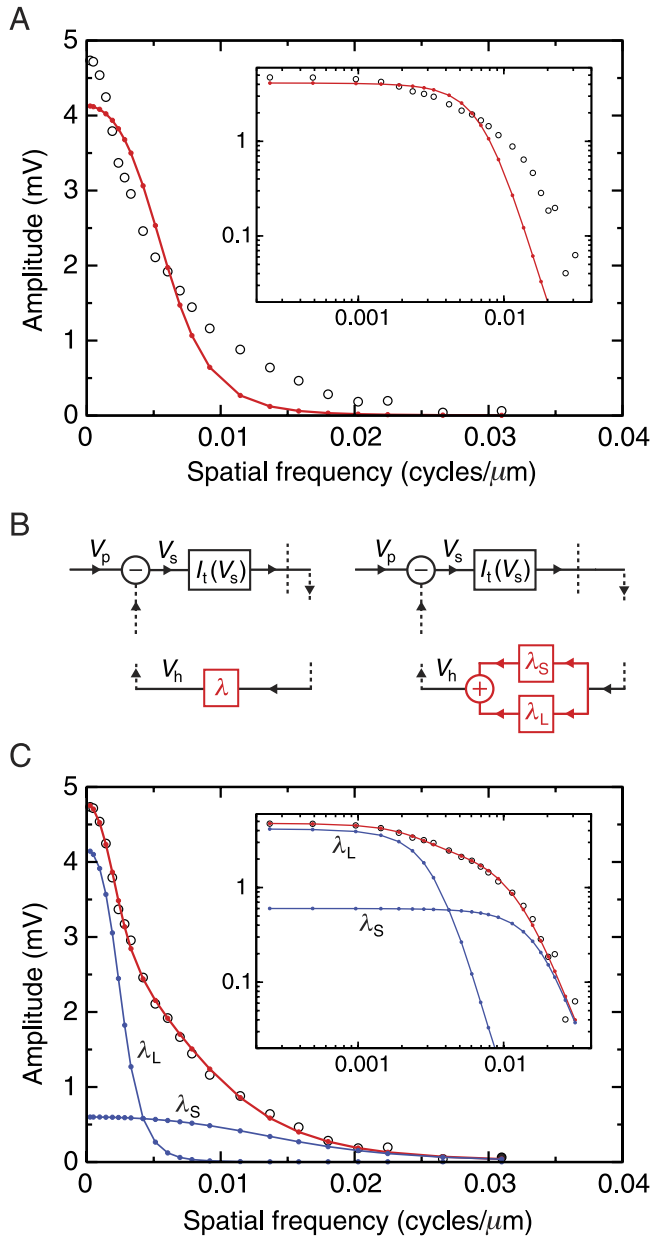 A
5
4
3
2
1
0
Amplitude (mV)
1
0.1
0.001
0.01
0
0.01
0.02
0.03
0.04
Spatial frequency (cycles/μm)
B
Vp
−
Vs
It(Vs)
Vh
λ
Vp
−
Vs
It(Vs)
Vh
+
λS
λL
C
5
4
3
2
1
0
Amplitude (mV)
λL
λS
1
0.1
λL
λS
0.001
0.01
0
0.01
0.02
0.03
0.04
Spatial frequency (cycles/μm)